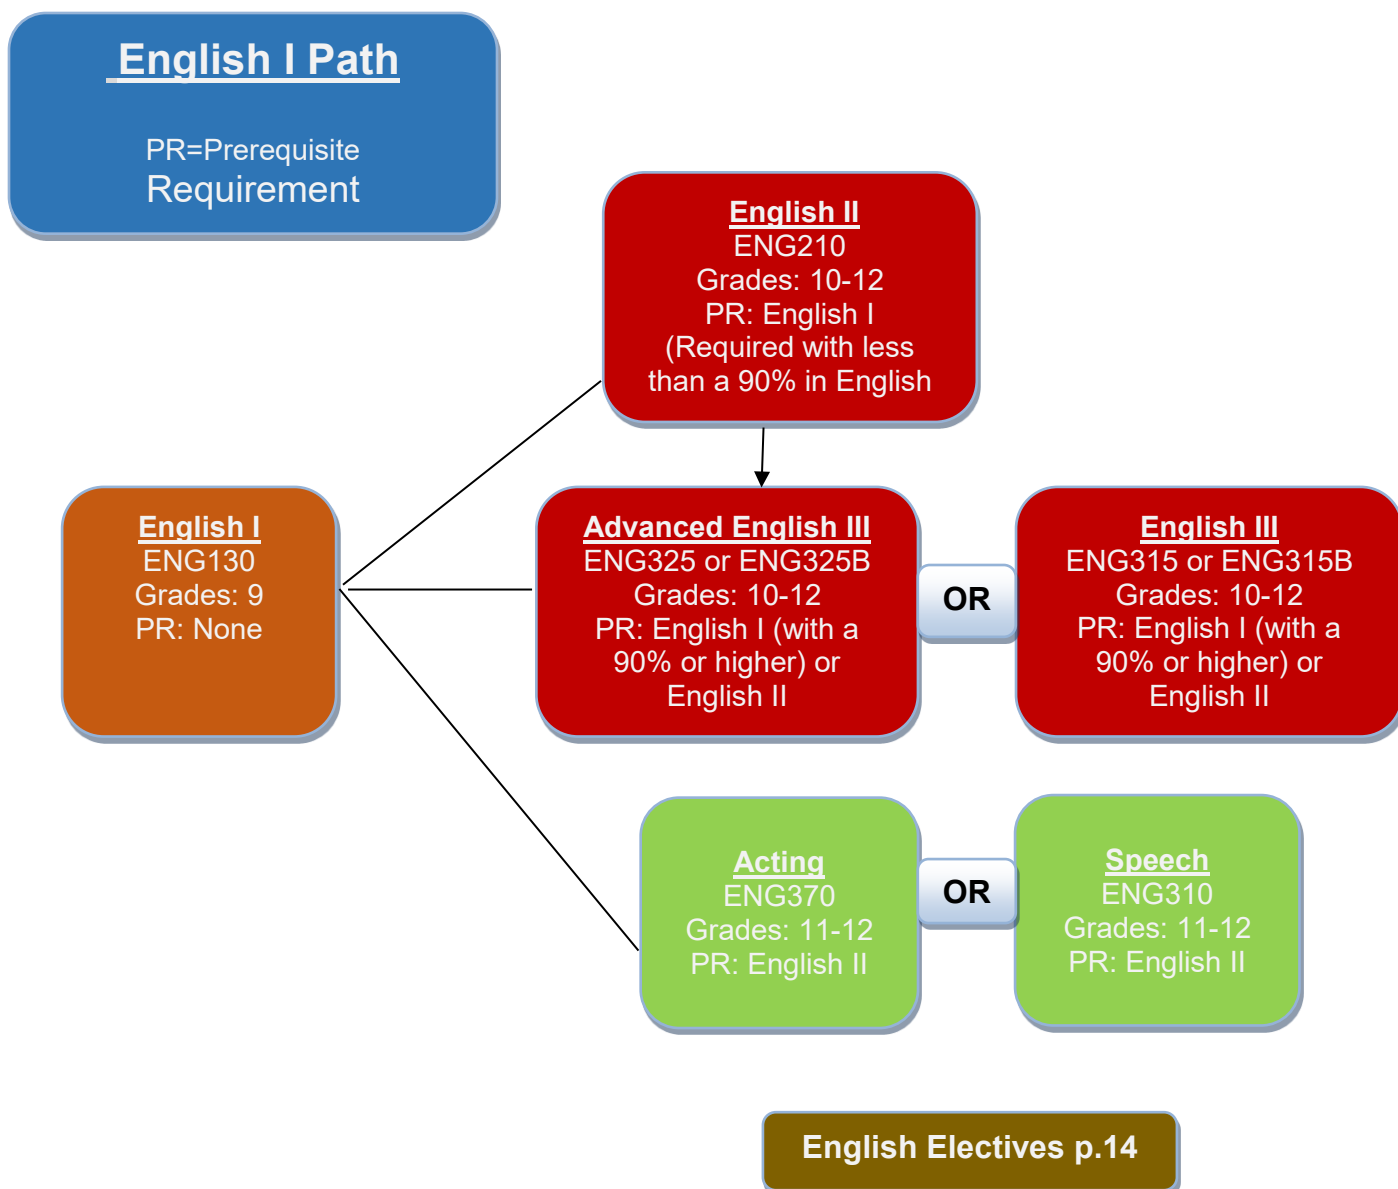 English I Path
PR=Prerequisite
Requirement
English II
ENG210
Grades: 10-12
PR: English I
(Required with less
than a 90% in English
English I
ENG130
Grades: 9
PR: None
Advanced English III
ENG325 or ENG325B
Grades: 10-12
PR: English I (with a
90% or higher) or
English II
OR
English III
ENG315 or ENG315B
Grades: 10-12
PR: English I (with a
90% or higher) or
English II
Acting
ENG370
Grades: 11-12
PR: English II
OR
Speech
ENG310
Grades: 11-12
PR: English II
English Electives p.14